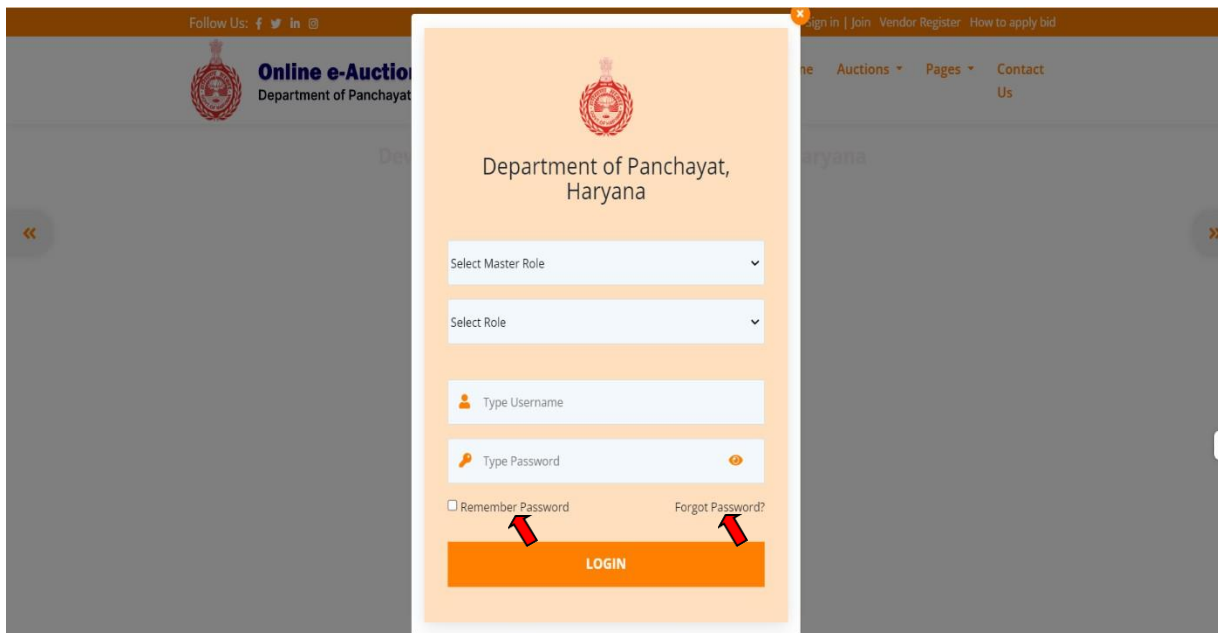 Follow Us:
Sign in | Join Vendor Register How to apply bid
Online e-Auctio
Department of Panchayat
Auctions
Pages
Contact
Us
Department of Panchayat,
Haryana
Select Master Role
Select Role
Type Username
Type Password
Remember Password
Forgot Password?
LOGIN